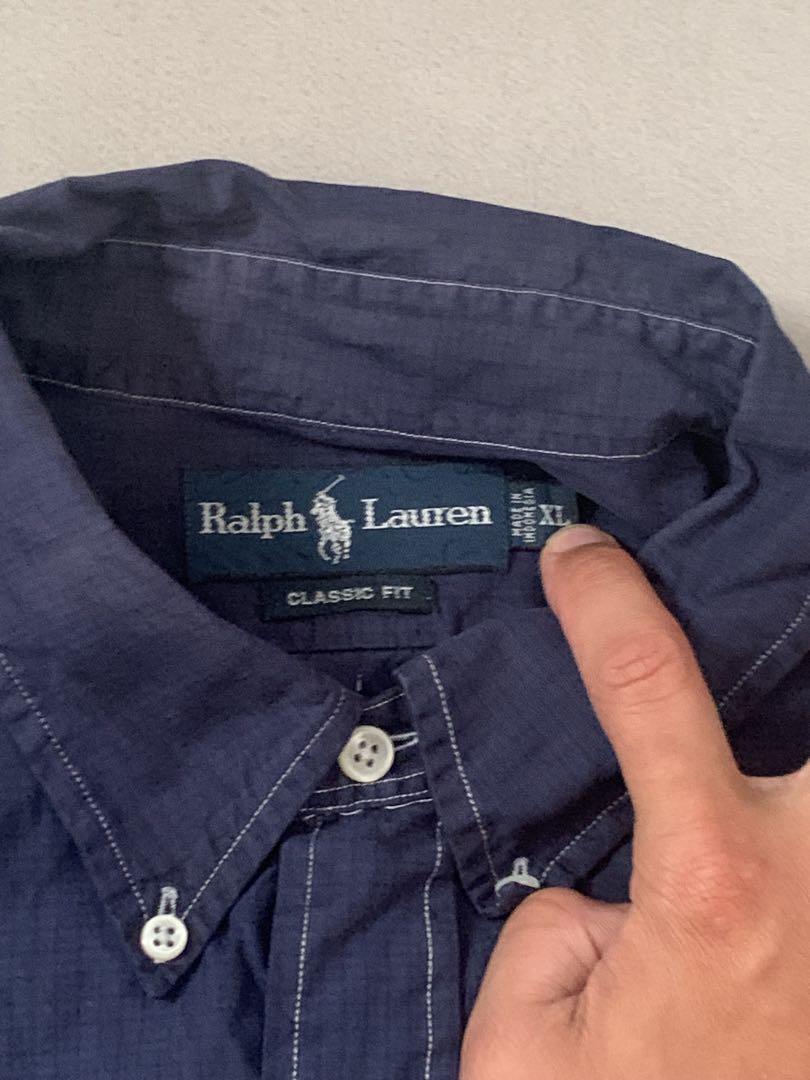 Ralph Lauren
MADE IN
INDONESIA
XL
CLASSIC FIT